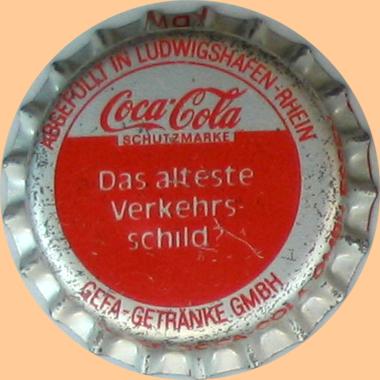 ABGEFÜLLT IN LUDWIGSHAFEN-RHEIN
Coca-Cola
SCHUTZMARKE
Das älteste
Verkehrs-
schild?
GEFA-GETRÄNKE GMBH